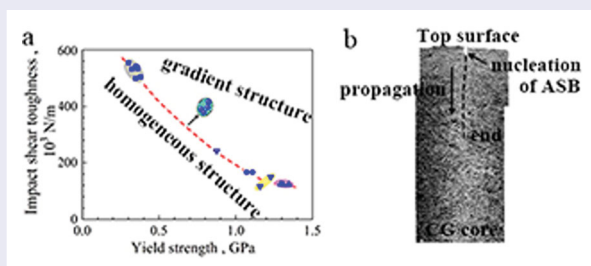 a
Impact shear toughness ,
10³ N/m
600
400
200
0
0.0
0.5
1.0
1.5
Yield strength , GPa
gradient structure
homogeneous structure
b
Top surface
nucleation
of ASB
propagation
end
CG core